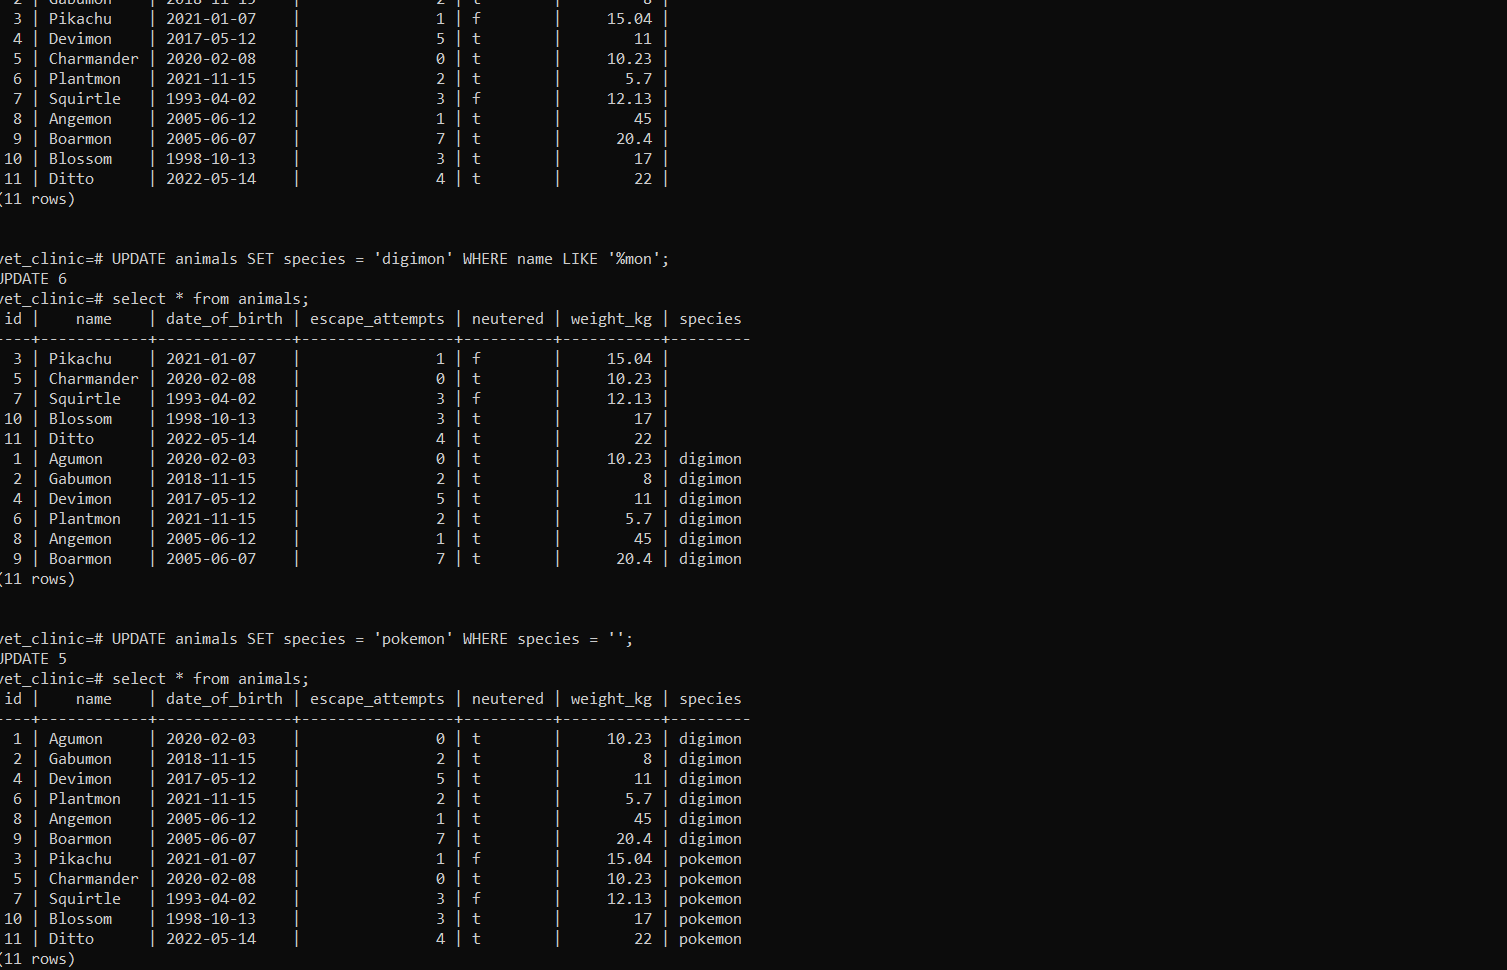 2 | Gabumon    | 2018-11-15    |               2 | t        |         8 |
 3 | Pikachu    | 2021-01-07    |               1 | f        |     15.04 |
 4 | Devimon    | 2017-05-12    |               5 | t        |        11 |
 5 | Charmander | 2020-02-08    |               0 | t        |     10.23 |
 6 | Plantmon   | 2021-11-15    |               2 | t        |       5.7 |
 7 | Squirtle   | 1993-04-02    |               3 | f        |     12.13 |
 8 | Angemon    | 2005-06-12    |               1 | t        |        45 |
 9 | Boarmon    | 2005-06-07    |               7 | t        |      20.4 |
10 | Blossom    | 1998-10-13    |               3 | t        |        17 |
11 | Ditto      | 2022-05-14    |               4 | t        |        22 |
(11 rows)
vet_clinic=# UPDATE animals SET species = 'digimon' WHERE name LIKE '%mon';
UPDATE 6
vet_clinic=# select * from animals;
id |    name    | date_of_birth | escape_attempts | neutered | weight_kg | species
----+------------+---------------+-----------------+----------+-----------+---------
 3 | Pikachu    | 2021-01-07    |               1 | f        |     15.04 |
 5 | Charmander | 2020-02-08    |               0 | t        |     10.23 |
 7 | Squirtle   | 1993-04-02    |               3 | f        |     12.13 |
10 | Blossom    | 1998-10-13    |               3 | t        |        17 |
11 | Ditto      | 2022-05-14    |               4 | t        |        22 |
 1 | Agumon     | 2020-02-03    |               0 | t        |     10.23 | digimon
 2 | Gabumon    | 2018-11-15    |               2 | t        |         8 | digimon
 4 | Devimon    | 2017-05-12    |               5 | t        |        11 | digimon
 6 | Plantmon   | 2021-11-15    |               2 | t        |       5.7 | digimon
 8 | Angemon    | 2005-06-12    |               1 | t        |        45 | digimon
 9 | Boarmon    | 2005-06-07    |               7 | t        |      20.4 | digimon
(11 rows)
vet_clinic=# UPDATE animals SET species = 'pokemon' WHERE species = '';
UPDATE 5
vet_clinic=# select * from animals;
id |    name    | date_of_birth | escape_attempts | neutered | weight_kg | species
----+------------+---------------+-----------------+----------+-----------+---------
 1 | Agumon     | 2020-02-03    |               0 | t        |     10.23 | digimon
 2 | Gabumon    | 2018-11-15    |               2 | t        |         8 | digimon
 4 | Devimon    | 2017-05-12    |               5 | t        |        11 | digimon
 6 | Plantmon   | 2021-11-15    |               2 | t        |       5.7 | digimon
 8 | Angemon    | 2005-06-12    |               1 | t        |        45 | digimon
 9 | Boarmon    | 2005-06-07    |               7 | t        |      20.4 | digimon
 3 | Pikachu    | 2021-01-07    |               1 | f        |     15.04 | pokemon
 5 | Charmander | 2020-02-08    |               0 | t        |     10.23 | pokemon
 7 | Squirtle   | 1993-04-02    |               3 | f        |     12.13 | pokemon
10 | Blossom    | 1998-10-13    |               3 | t        |        17 | pokemon
11 | Ditto      | 2022-05-14    |               4 | t        |        22 | pokemon
(11 rows)